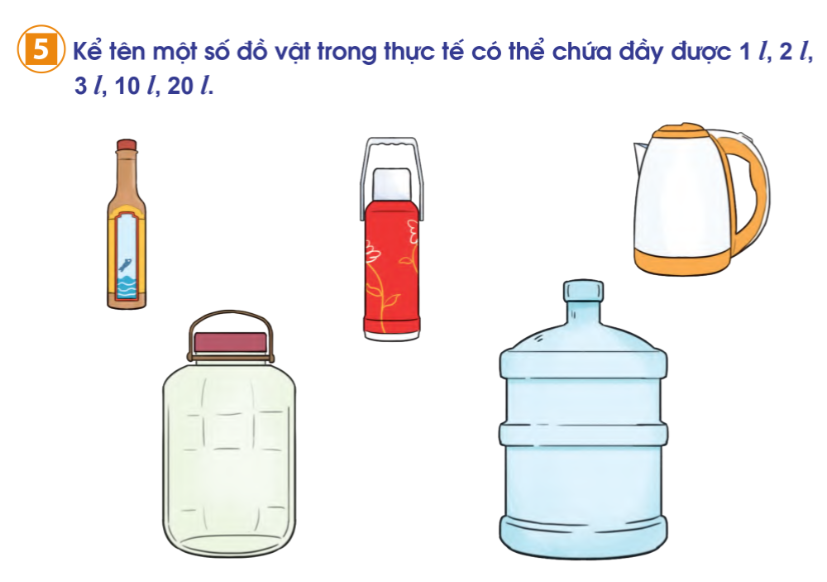 5 Kể tên một số đồ vật trong thực tế có thể chứa đầy được 1 l, 2 l,
3 l, 10 l, 20 l.